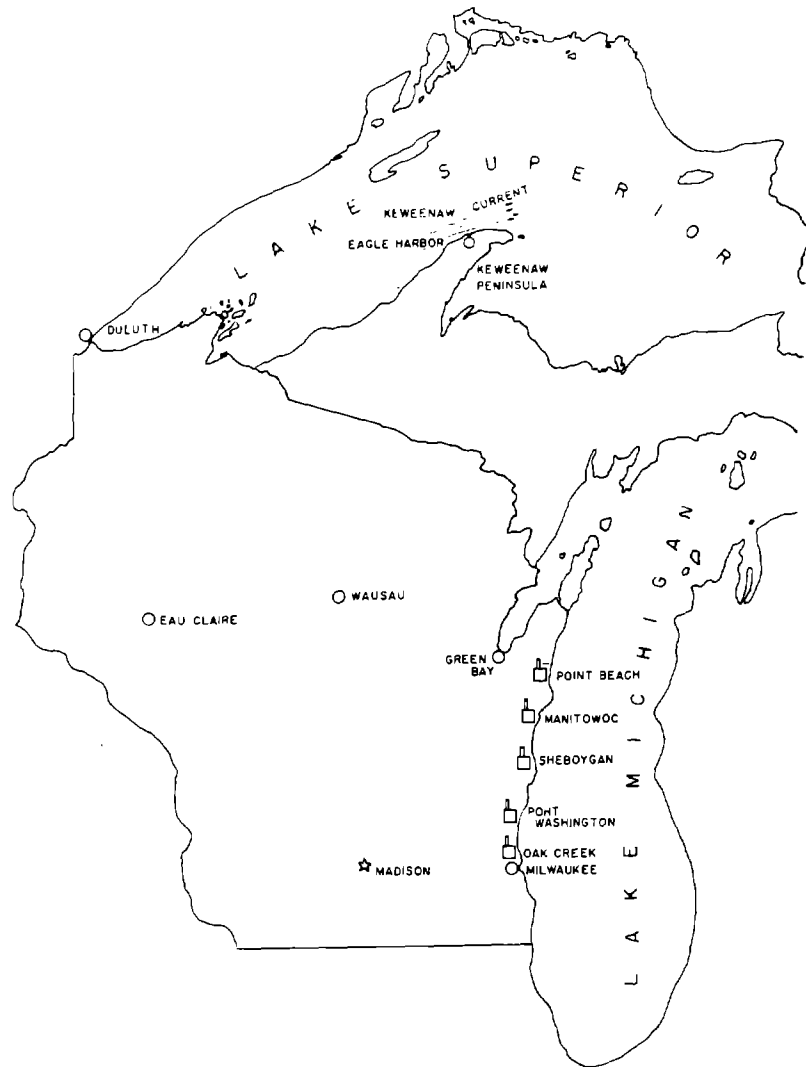 LAKE SUPERIOR
KEWEENAW CURRENT
EAGLE HARBOR
KEWEENAW
PENINSULA
DULUTH
WAUSAU
EAU CLAIRE
GREEN
BAY
POINT BEACH
MANITOWOC
SHEBOYGAN
POHT
WASHINGTON
OAK CREEK
MILWAUKEE
MADISON
LAKE MICHIGAN